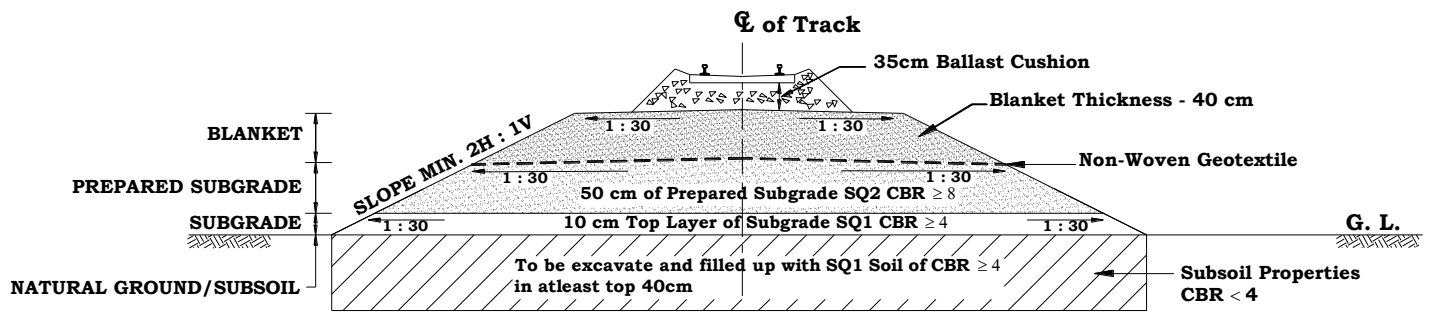 ℄ of Track
35cm Ballast Cushion
Blanket Thickness - 40 cm
BLANKET
1 : 30
1 : 30
SLOPE MIN. 2H : 1V
Non-Woven Geotextile
PREPARED SUBGRADE
1 : 30
1 : 30
50 cm of Prepared Subgrade SQ2 CBR ≥ 8
SUBGRADE
1 : 30
10 cm Top Layer of Subgrade SQ1 CBR ≥ 4
1 : 30
G. L.
NATURAL GROUND/SUBSOIL
To be excavate and filled up with SQ1 Soil of CBR ≥ 4
in atleast top 40cm
Subsoil Properties
CBR < 4